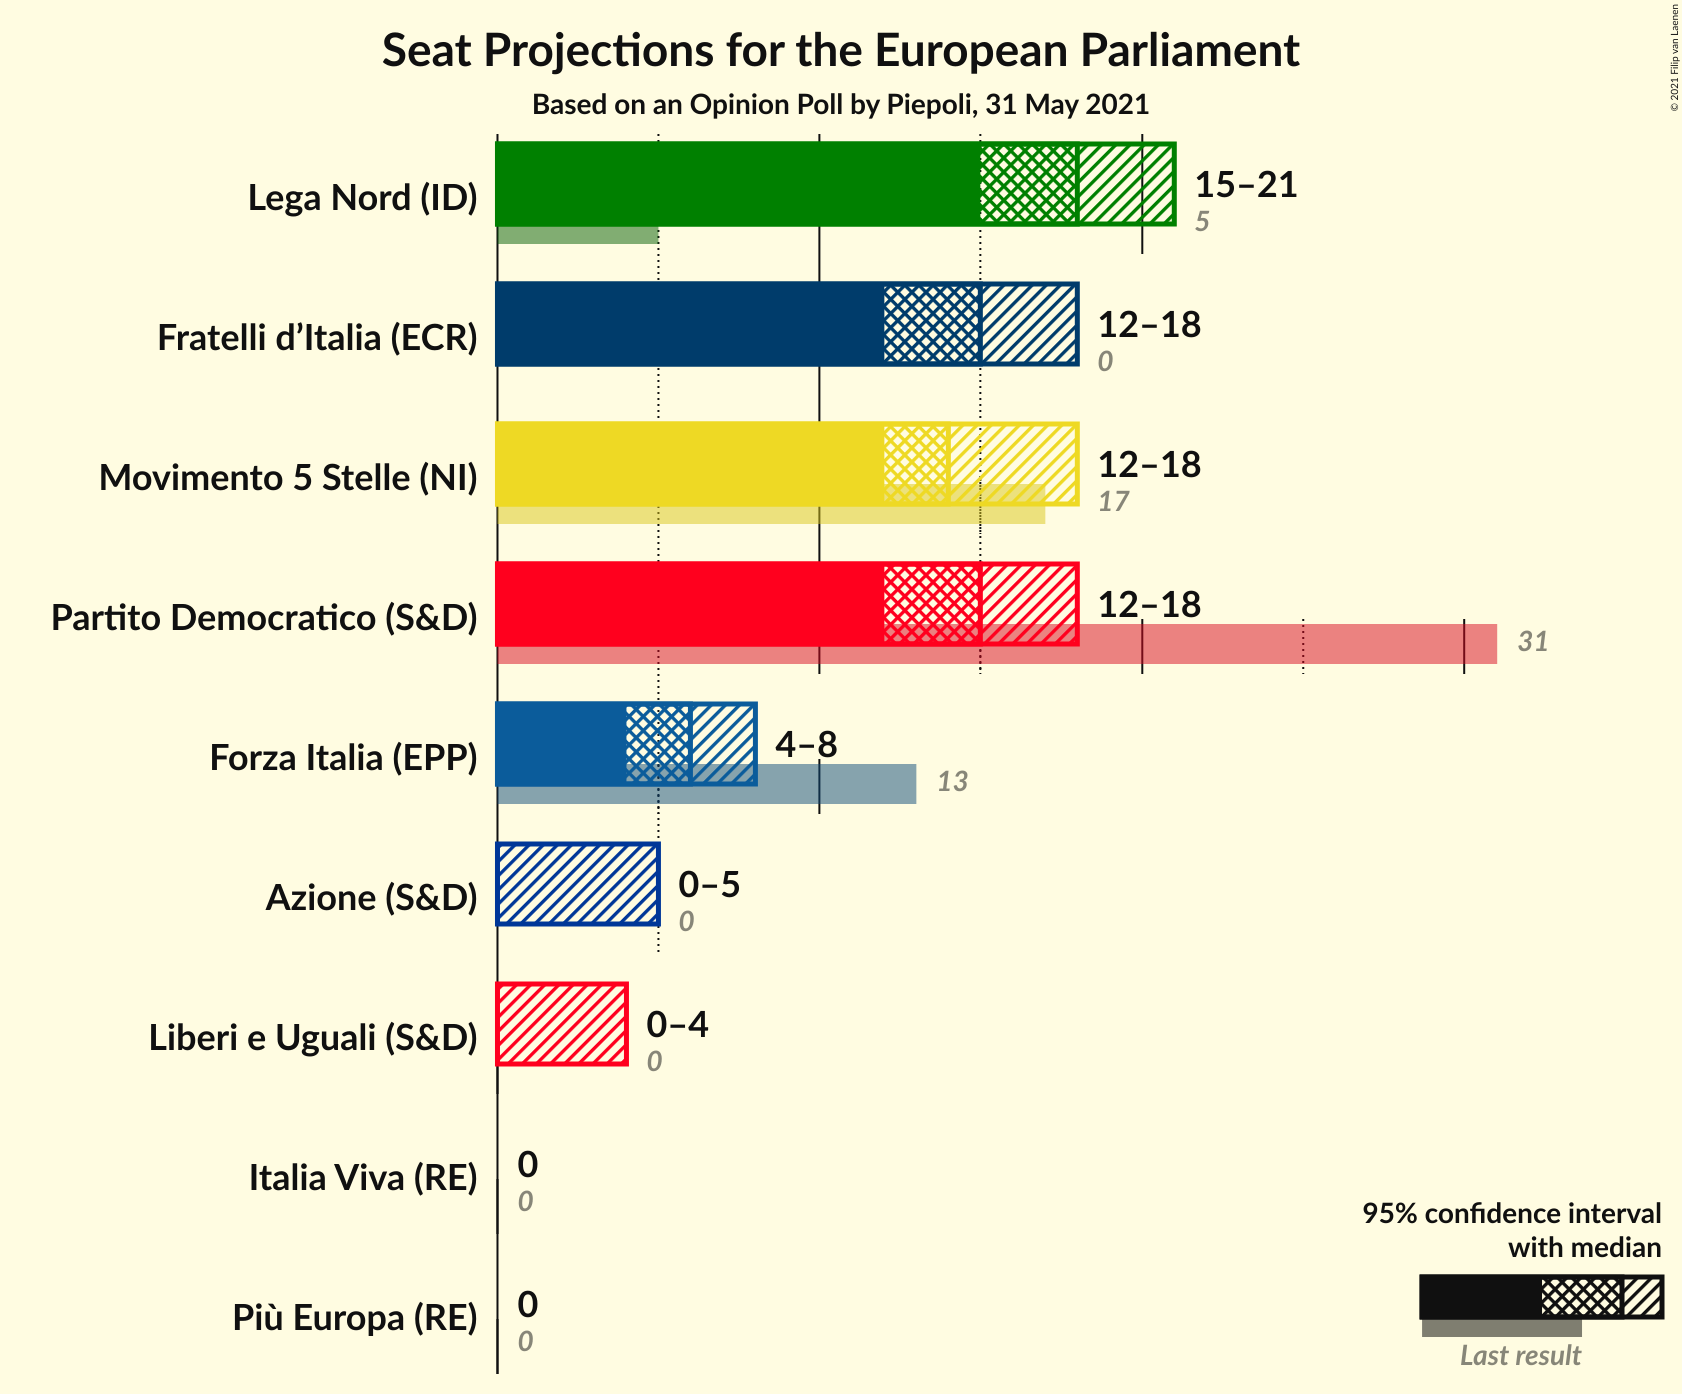 Seat Projections for the European Parliament
Based on an Opinion Poll by Piepoli, 31 May 2021
© 2021 Filip van Laenen
Lega Nord (ID)
15–21
5
Fratelli d’Italia (ECR)
12–18
0
Movimento 5 Stelle (NI)
12–18
17
Partito Democratico (S&D)
12–18
31
Forza Italia (EPP)
4–8
13
Azione (S&D)
0–5
0
Liberi e Uguali (S&D)
0–4
0
Italia Viva (RE)
0
0
Più Europa (RE)
0
0
95% confidence interval
with median
Last result